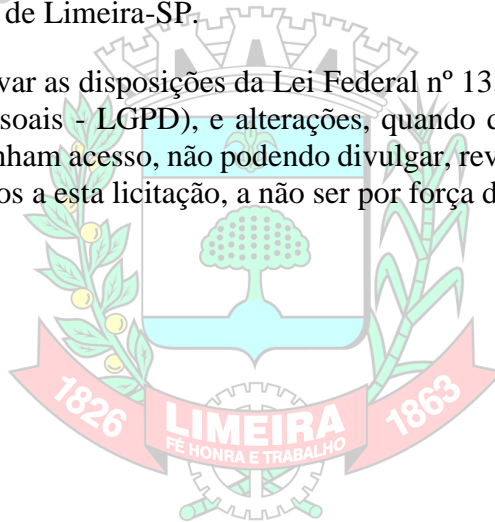 de Limeira-SP.
var as disposições da Lei Federal nº 13.
soais - LGPD), e alterações, quando
nham acesso, não podendo divulgar, rev
os a esta licitação, a não ser por força d
1826
LIMEIRA
1863
FÉ HONRA E TRABALHO